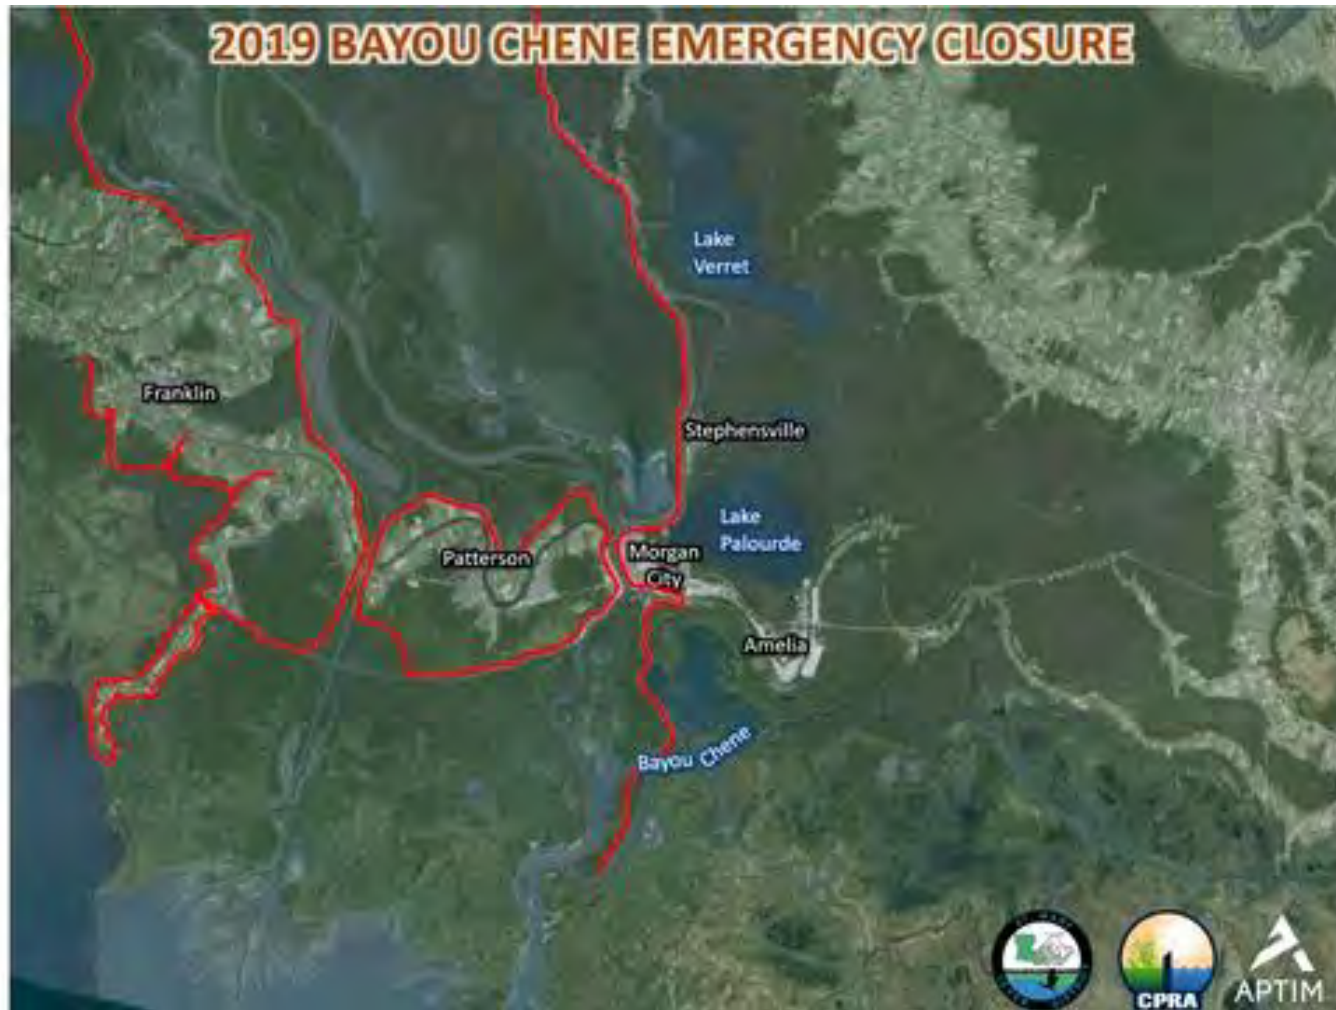 2019 BAYOU CHENE EMERGENCY CLOSURE
Lake
Verret
Franklin
Stephensville
Lake
Palourde
Patterson
Morgan
City
Amelia
Bayou Chene
CPRA
APTIM